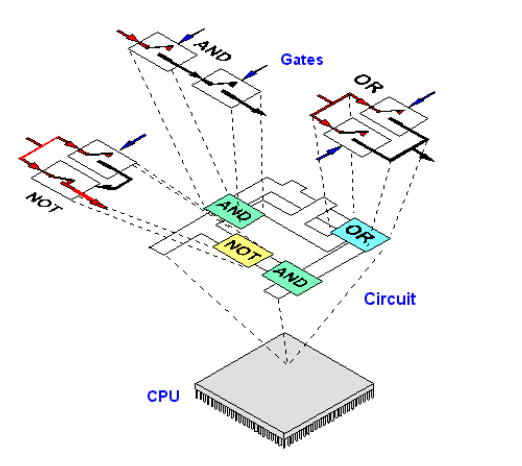 AND
Gates
OR
NOT
AND
OR
NOT
AND
Circuit
CPU